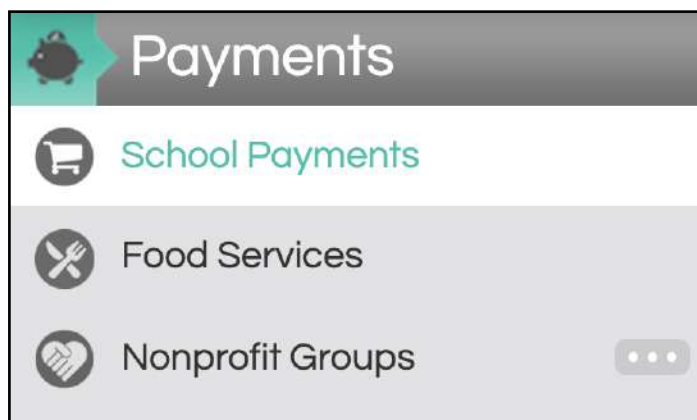 Payments
School Payments
Food Services
Nonprofit Groups